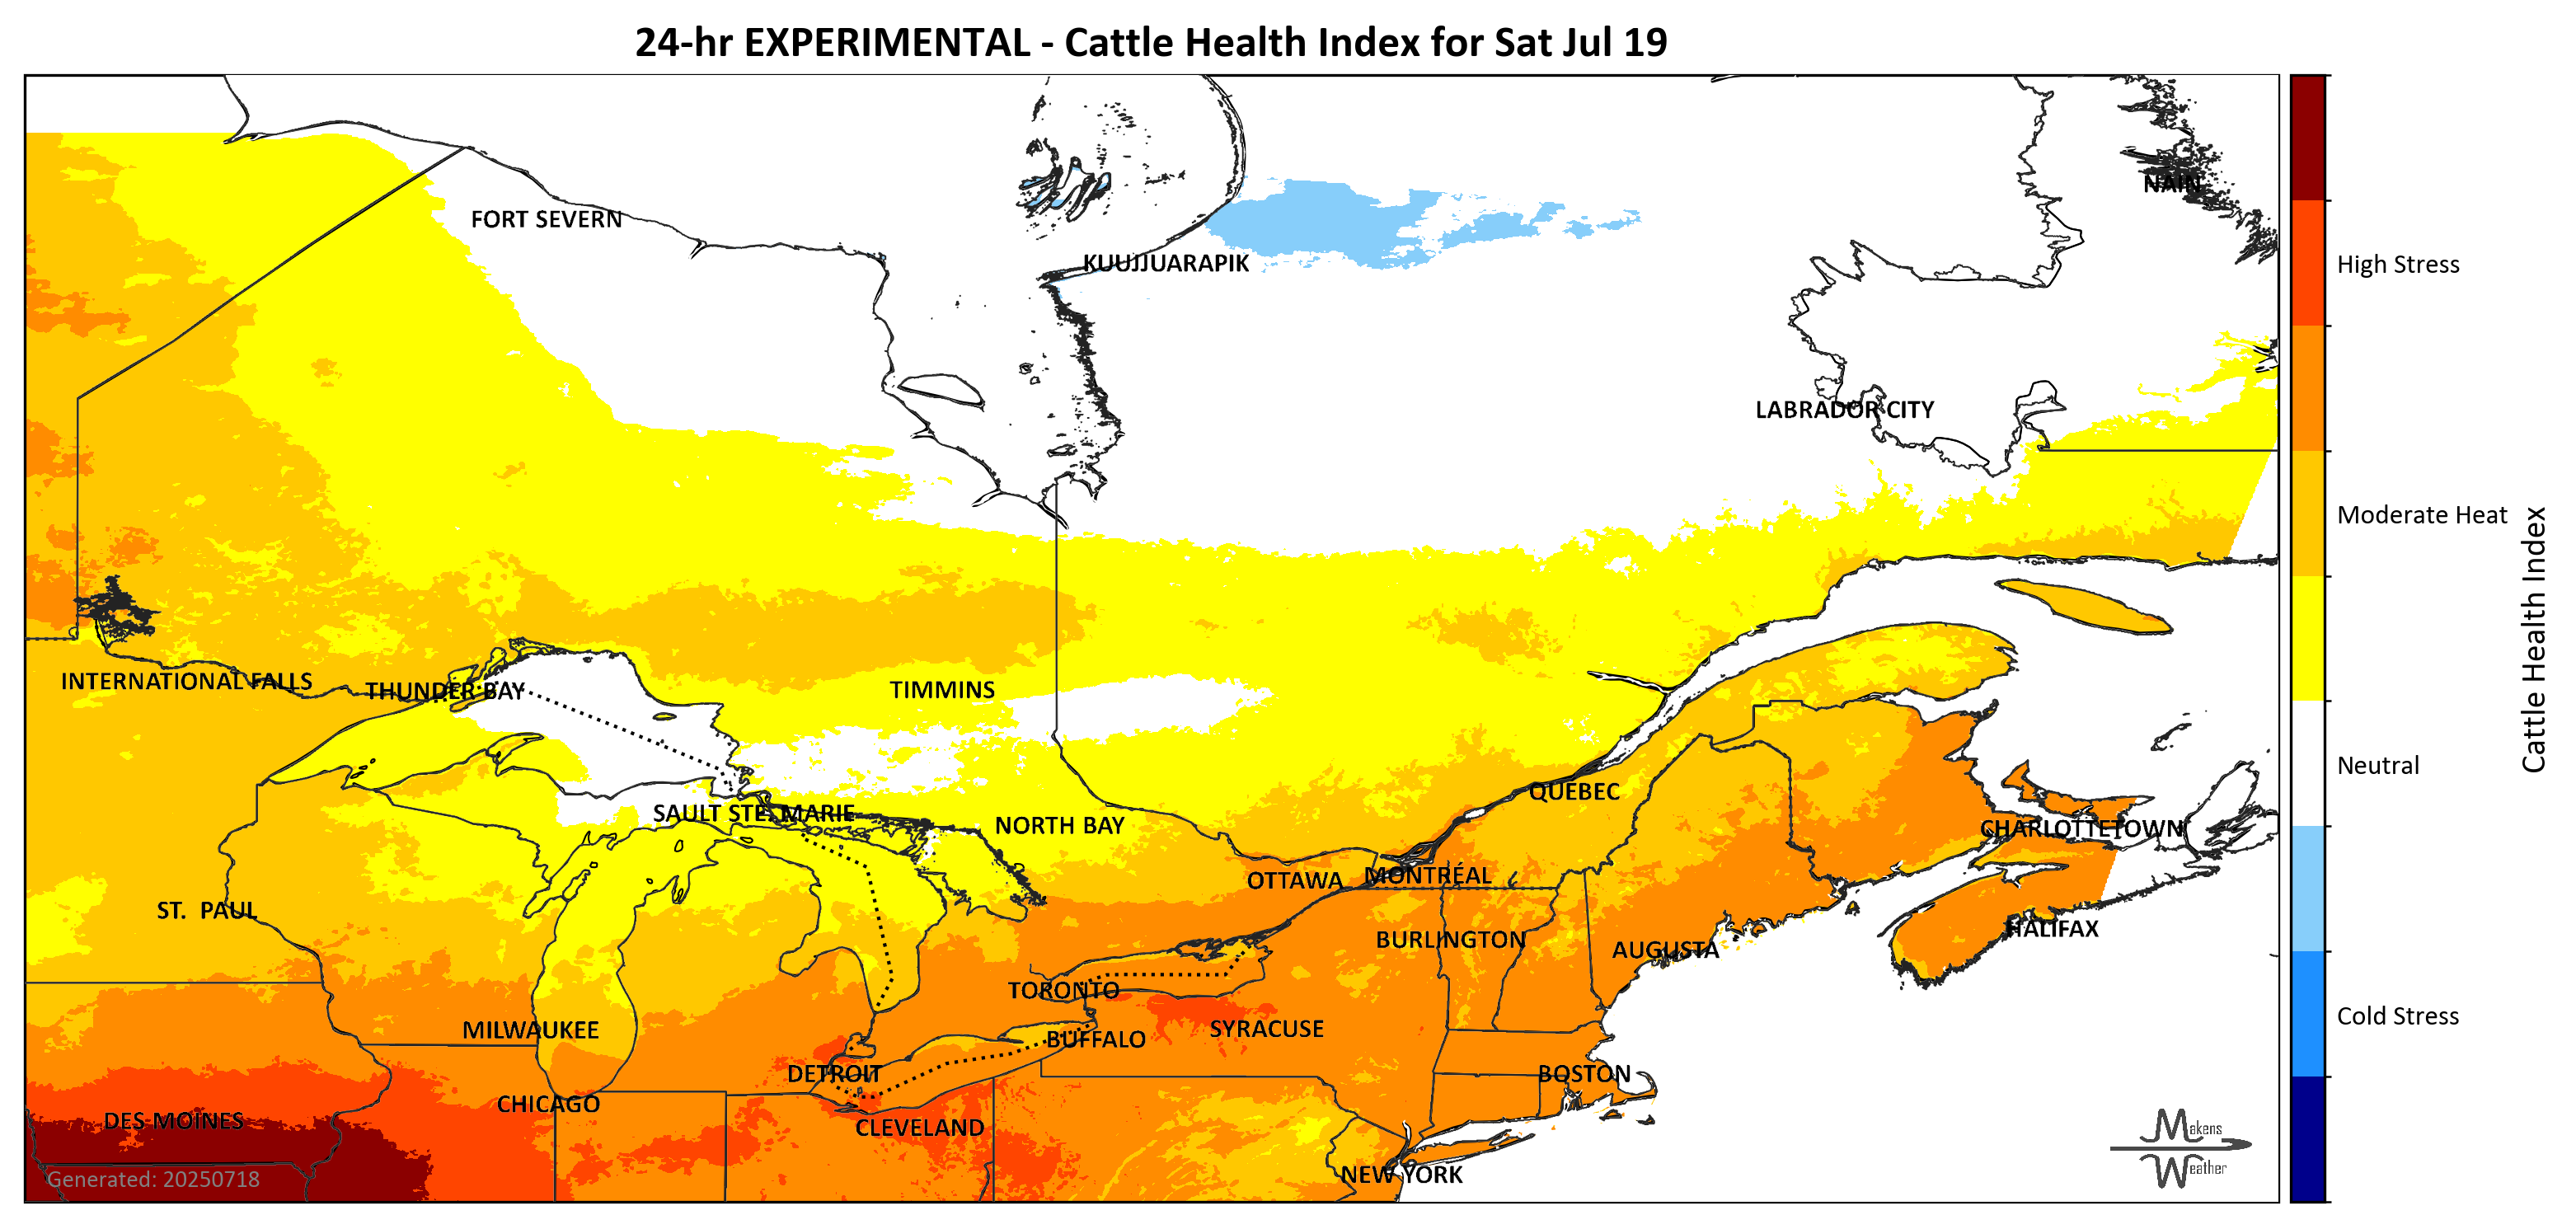 24-hr EXPERIMENTAL - Cattle Health Index for Sat Jul 19
NAIN
FORT SEVERN
KUUJJUARAPIK
High Stress
LABRADOR CITY
Moderate Heat
Cattle Health Index
INTERNATIONAL FALLS
THUNDER BAY
TIMMINS
Neutral
QUEBEC
SAULT STE. MARIE
NORTH BAY
CHARLOTTETOWN
OTTAWA
MONTRÉAL
ST. PAUL
HALIFAX
BURLINGTON
AUGUSTA
TORONTO
Cold Stress
MILWAUKEE
SYRACUSE
BUFFALO
DETROIT
BOSTON
CHICAGO
DES MOINES
CLEVELAND
Makens
Weather
NEW YORK
Generated: 20250718